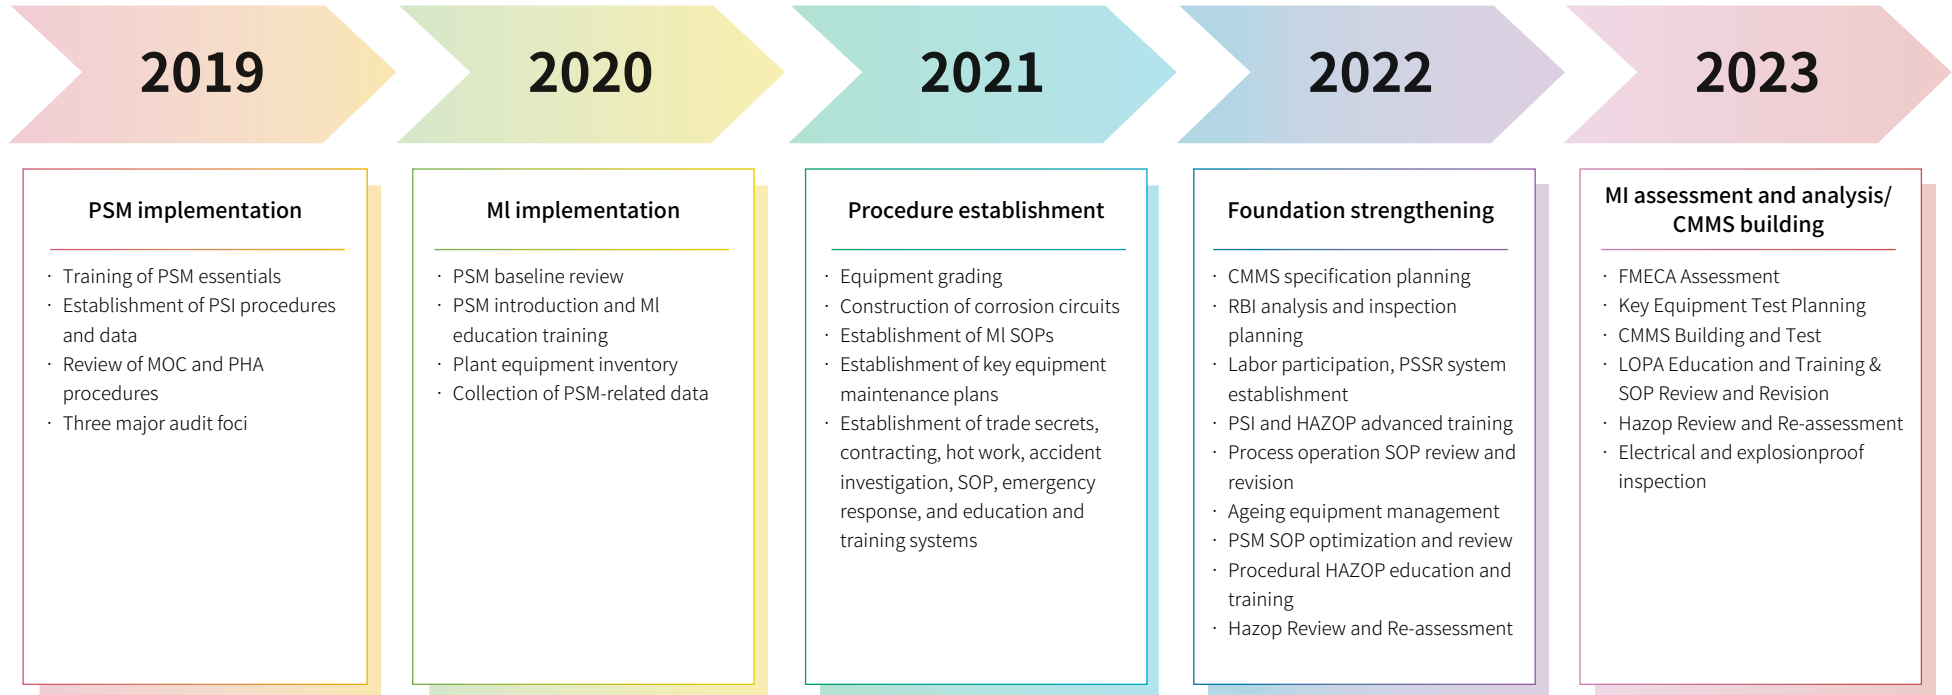 2019
PSM implementation
· Training of PSM essentials
· Establishment of PSI procedures
and data
· Review of MOC and PHA
procedures
· Three major audit foci
2020
Ml implementation
· PSM baseline review
· PSM introduction and Ml
education training
· Plant equipment inventory
· Collection of PSM-related data
2021
Procedure establishment
· Equipment grading
· Construction of corrosion circuits
· Establishment of Ml SOPs
· Establishment of key equipment
maintenance plans
· Establishment of trade secrets,
contracting, hot work, accident
investigation, SOP, emergency
response, and education and
training systems
2022
Foundation strengthening
· CMMS specification planning
· RBI analysis and inspection
planning
· Labor participation, PSSR system
establishment
· PSI and HAZOP advanced training
· Process operation SOP review and
revision
· Ageing equipment management
· PSM SOP optimization and review
· Procedural HAZOP education and
training
· Hazop Review and Re-assessment
2023
MI assessment and analysis/
CMMS building
· FMECA Assessment
· Key Equipment Test Planning
· CMMS Building and Test
· LOPA Education and Training &
SOP Review and Revision
· Hazop Review and Re-assessment
· Electrical and explosionproof
inspection